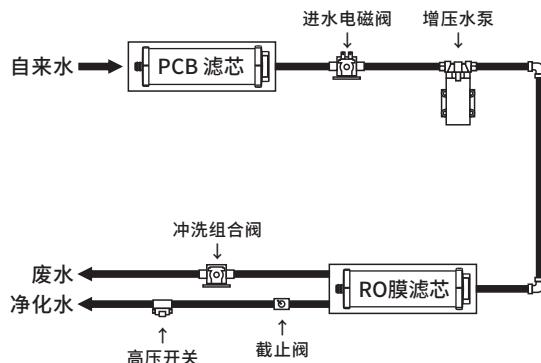 进水电磁阀
增压水泵
自来水
PCB 滤芯
冲洗组合阀
废水
净化水
RO膜滤芯
高压开关
截止阀